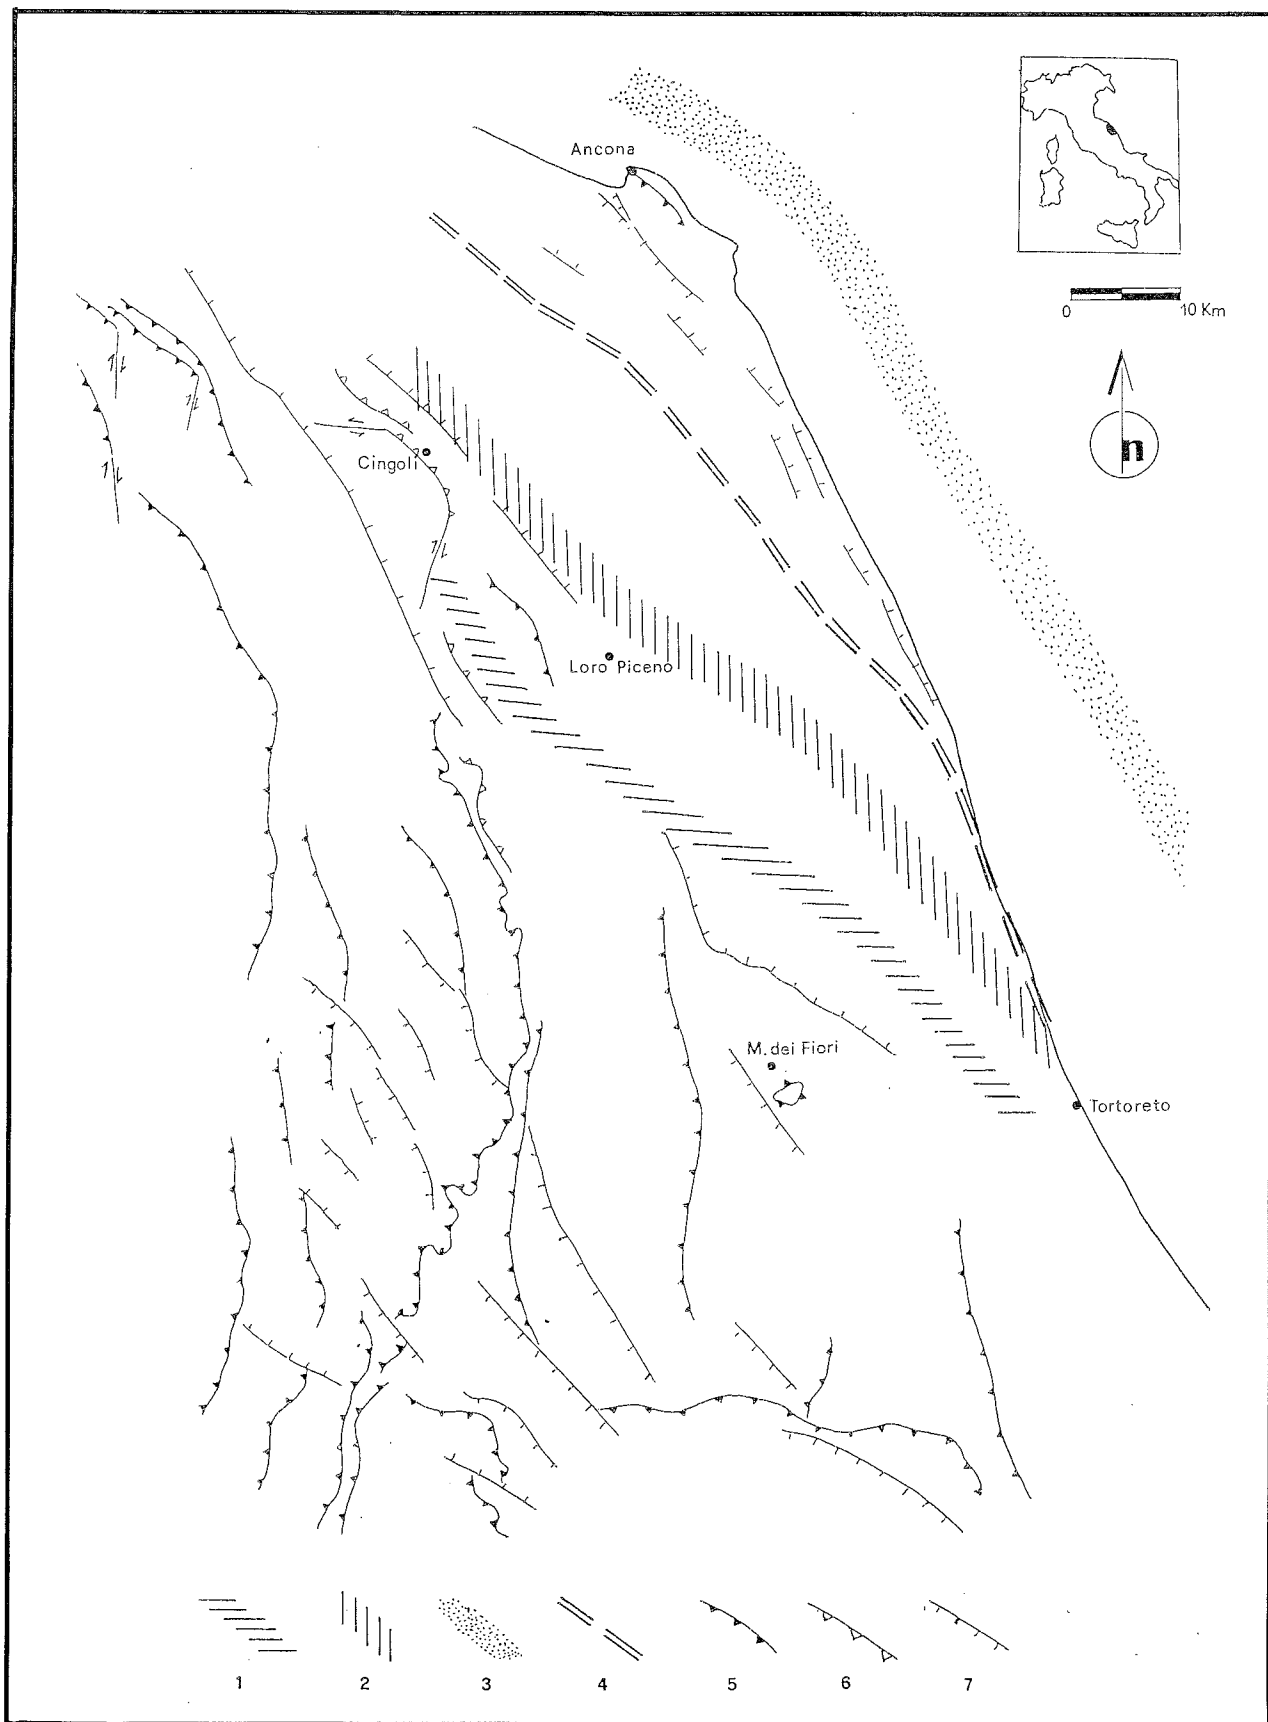 Ancona
0 10 Km
n
Cingoli
Loro Piceno
M. dei Fiori
Tortoreto
1 2 3 4 5 6 7